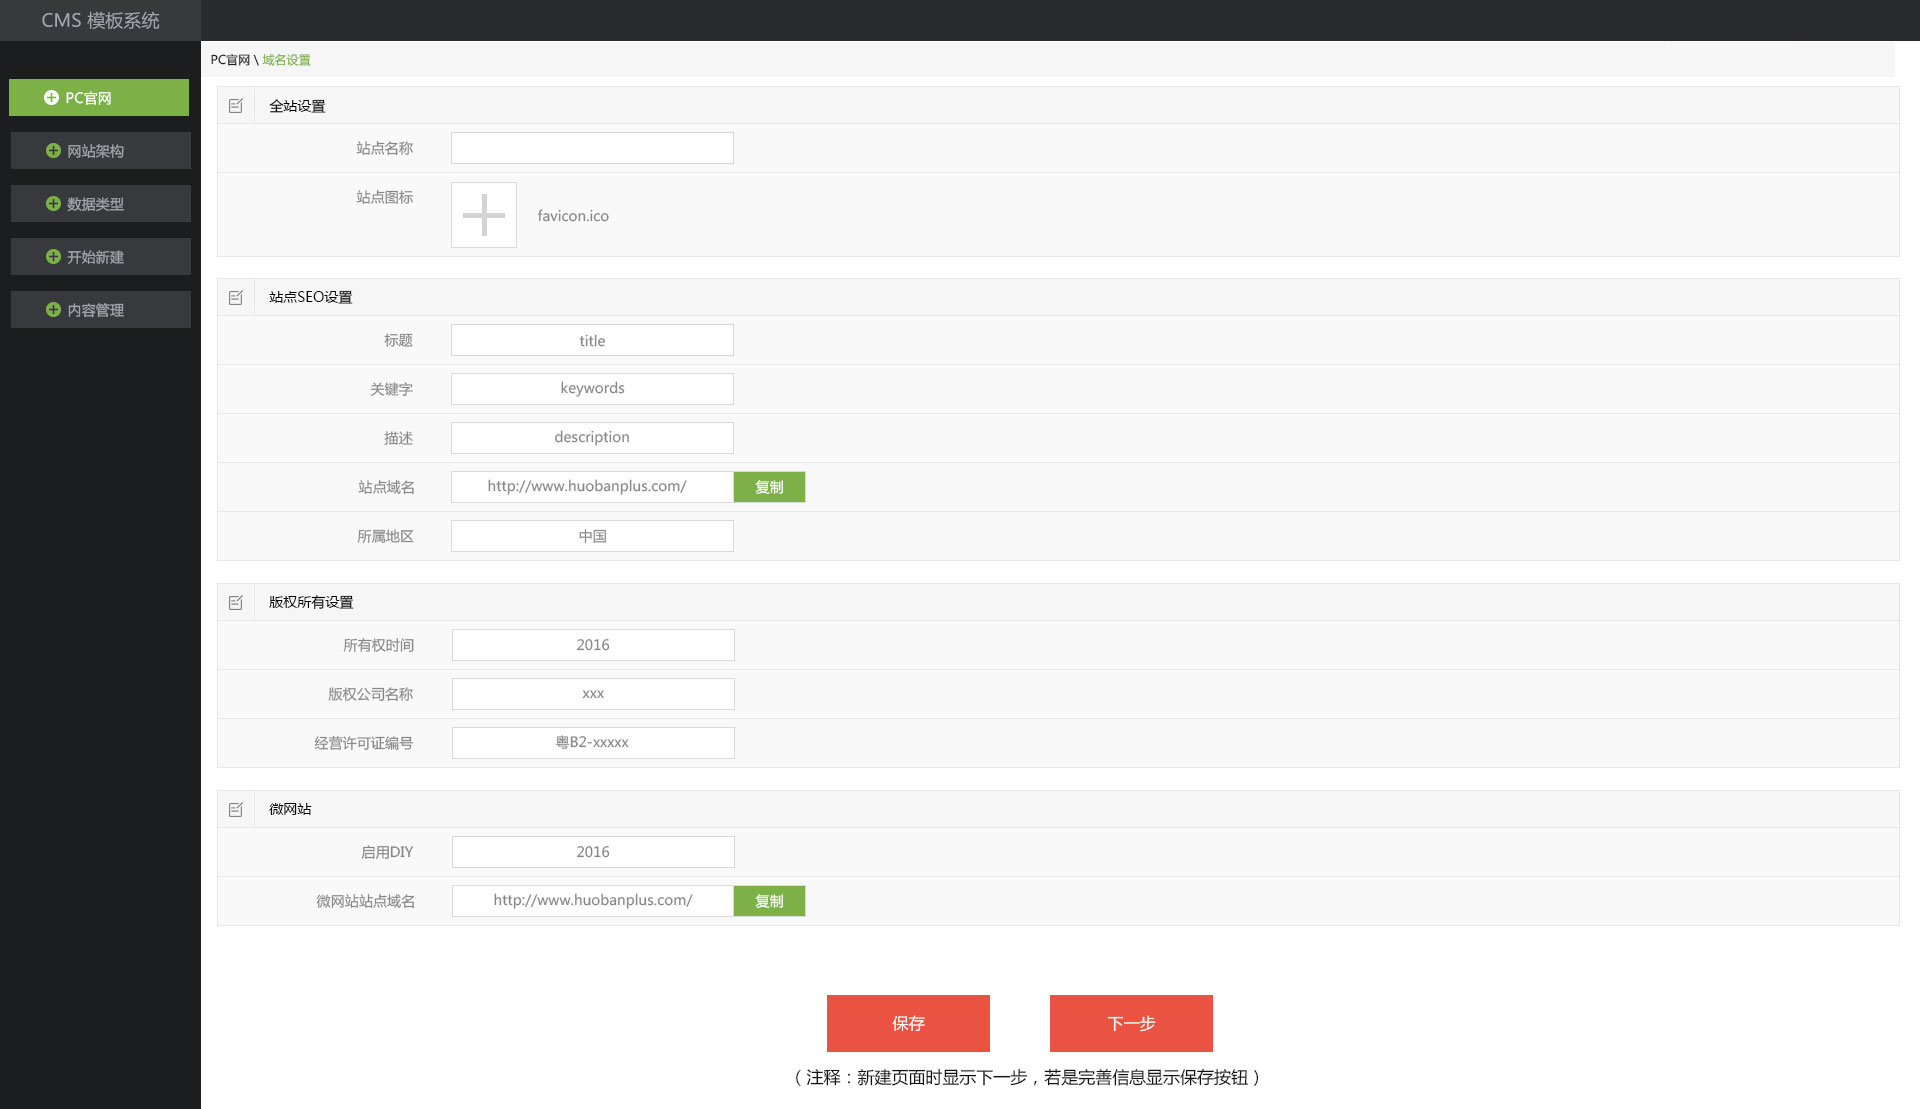 CMS 模板系统
PC官网 \ 域名设置
PC官网
网站架构
数据类型
开始新建
内容管理
全站设置
站点名称
站点图标
favicon.ico
站点SEO设置
标题 title
关键字 keywords
描述 description
站点域名 http://www.huobanplus.com/ 复制
所属地区 中国
版权所有设置
所有权时间 2016
版权公司名称 xxx
经营许可证编号 粤B2-xxxxx
微网站
启用DIY 2016
微网站站点域名 http://www.huobanplus.com/ 复制
保存 下一步
（注释：新建页面时显示下一步，若是完善信息显示保存按钮）